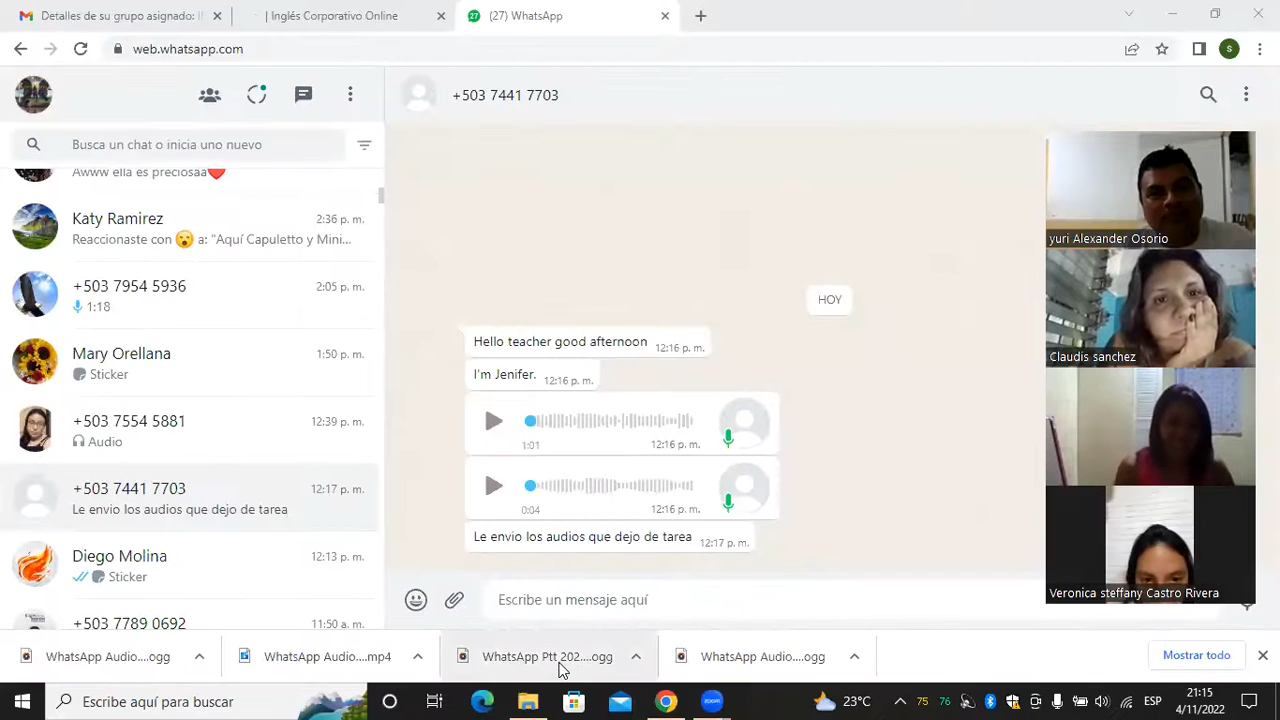 Detalles de su grupo asignado: I
| Inglés Corporativo Online
(27) WhatsApp
web.whatsapp.com
S
Busca un chat o inicia uno nuevo
Awww ella es preciosaa❤️
Katy Ramirez 2:36 p. m.
Reaccionaste con 😮 a: "Aquí Capuletto y Mini...
+503 7954 5936 2:05 p. m.
1:18
Mary Orellana 1:50 p. m.
Sticker
+503 7554 5881 12:39 p. m.
Audio
+503 7441 7703 12:17 p. m.
Le envio los audios que dejo de tarea
Diego Molina 12:13 p. m.
Sticker
+503 7789 0692 11:50 a. m.
+503 7441 7703
HOY
Hello teacher good afternoon 12:16 p. m.
I'm Jenifer. 12:16 p. m.
1:01 12:16 p. m.
0:04 12:16 p. m.
Le envio los audios que dejo de tarea 12:17 p. m.
Escribe un mensaje aquí
yuri Alexander Osorio
Claudis sanchez
Veronica steffany Castro Rivera
WhatsApp Audio....ogg
WhatsApp Audio....mp4
WhatsApp Ptt 202....ogg
WhatsApp Audio....ogg
Mostrar todo
Escribe aquí para buscar
23°C
75
76
ESP
21:15
4/11/2022